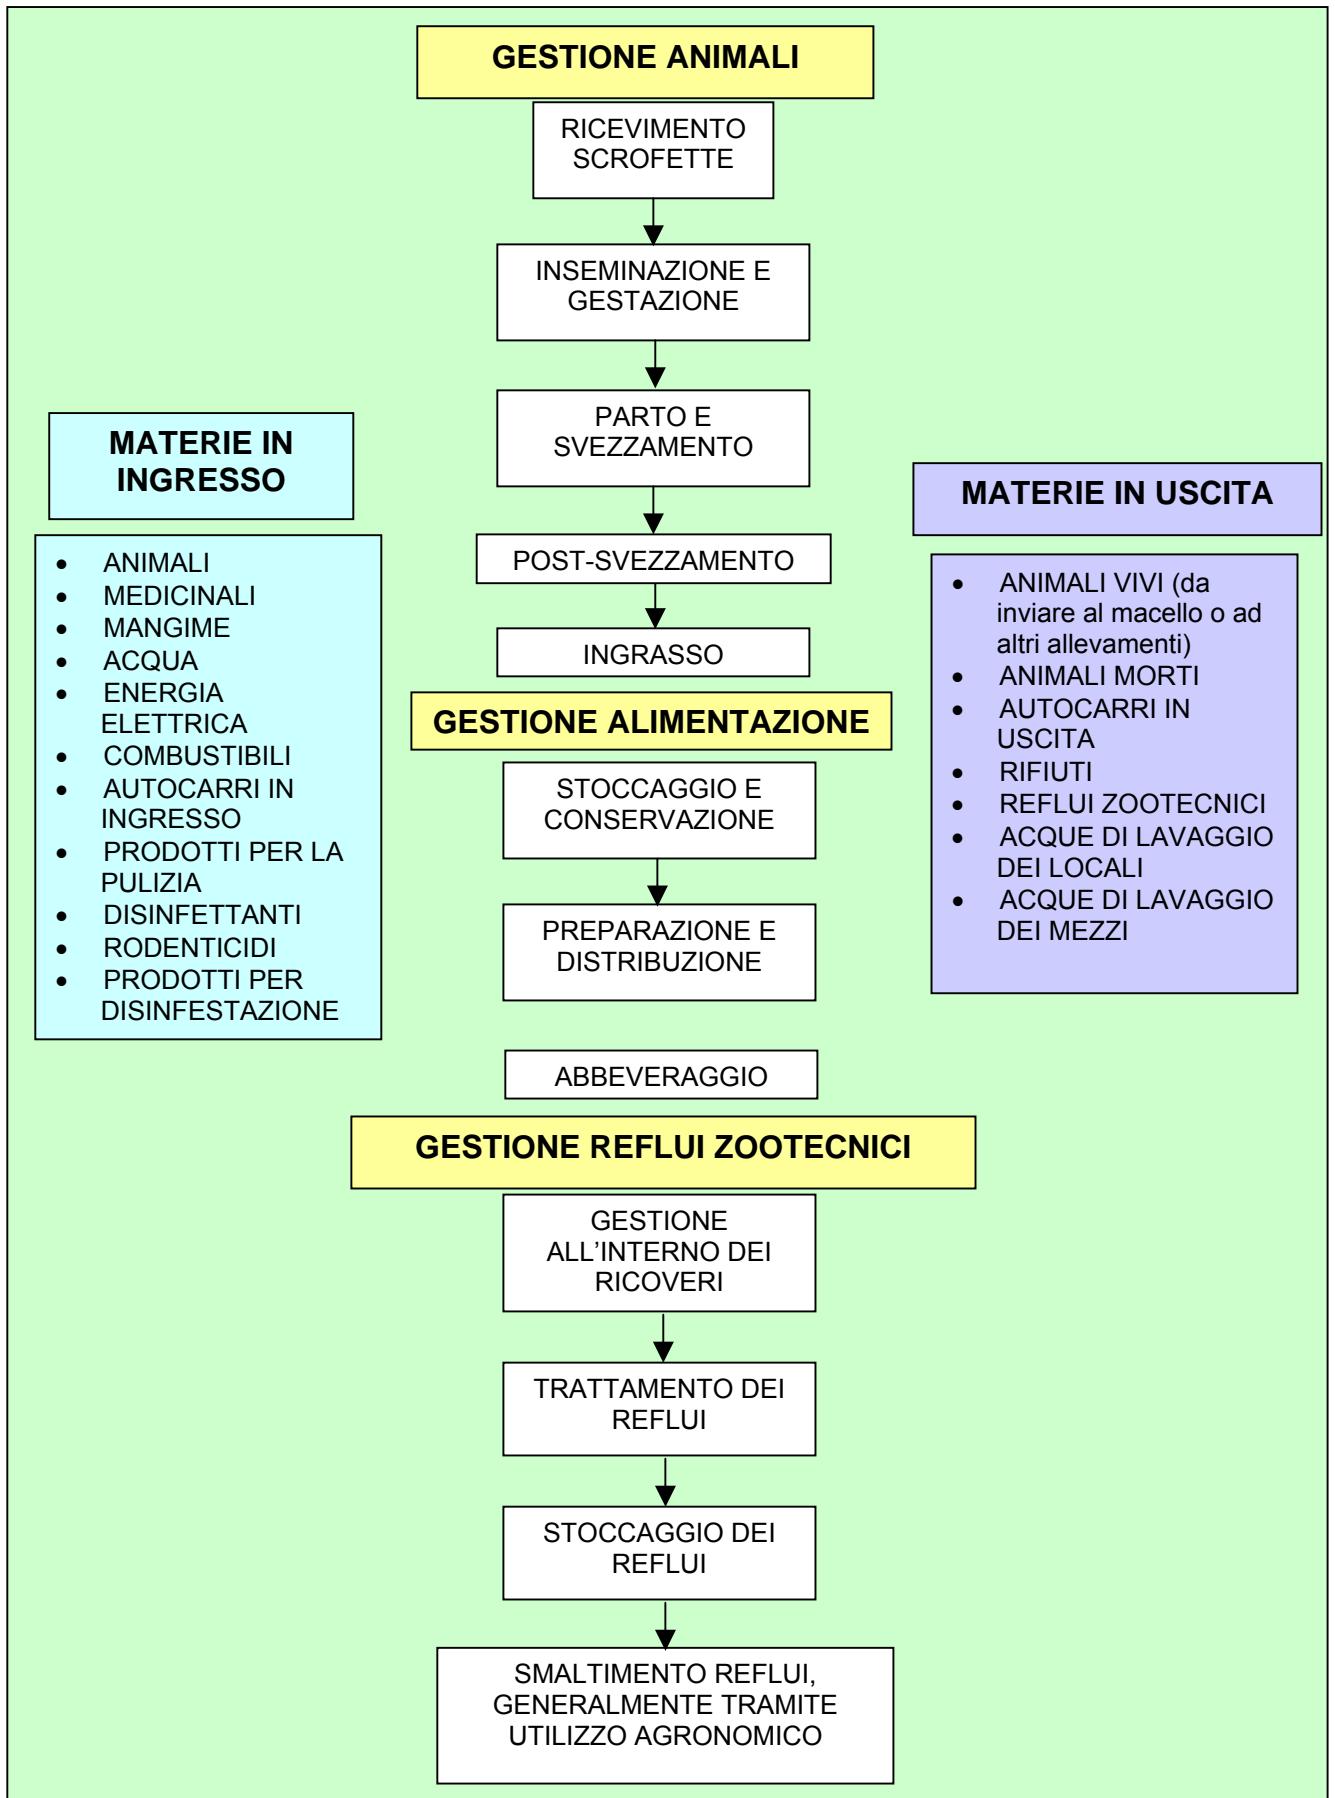 GESTIONE ANIMALI
RICEVIMENTO
SCROFETTE
INSEMINAZIONE E
GESTAZIONE
PARTO E
SVEZZAMENTO
POST-SVEZZAMENTO
INGRASSO
MATERIE IN
INGRESSO
• ANIMALI
• MEDICINALI
• MANGIME
• ACQUA
• ENERGIA
ELETTRICA
• COMBUSTIBILI
• AUTOCARRI IN
INGRESSO
• PRODOTTI PER LA
PULIZIA
• DISINFETTANTI
• RODENTICIDI
• PRODOTTI PER
DISINFESTAZIONE
MATERIE IN USCITA
• ANIMALI VIVI (da
inviare al macello o ad
altri allevamenti)
• ANIMALI MORTI
• AUTOCARRI IN
USCITA
• RIFIUTI
• REFLUI ZOOTECNICI
• ACQUE DI LAVAGGIO
DEI LOCALI
• ACQUE DI LAVAGGIO
DEI MEZZI
GESTIONE ALIMENTAZIONE
STOCCAGGIO E
CONSERVAZIONE
PREPARAZIONE E
DISTRIBUZIONE
ABBEVERAGGIO
GESTIONE REFLUI ZOOTECNICI
GESTIONE
ALL’INTERNO DEI
RICOVERI
TRATTAMENTO DEI
REFLUI
STOCCAGGIO DEI
REFLUI
SMALTIMENTO REFLUI,
GENERALMENTE TRAMITE
UTILIZZO AGRONOMICO